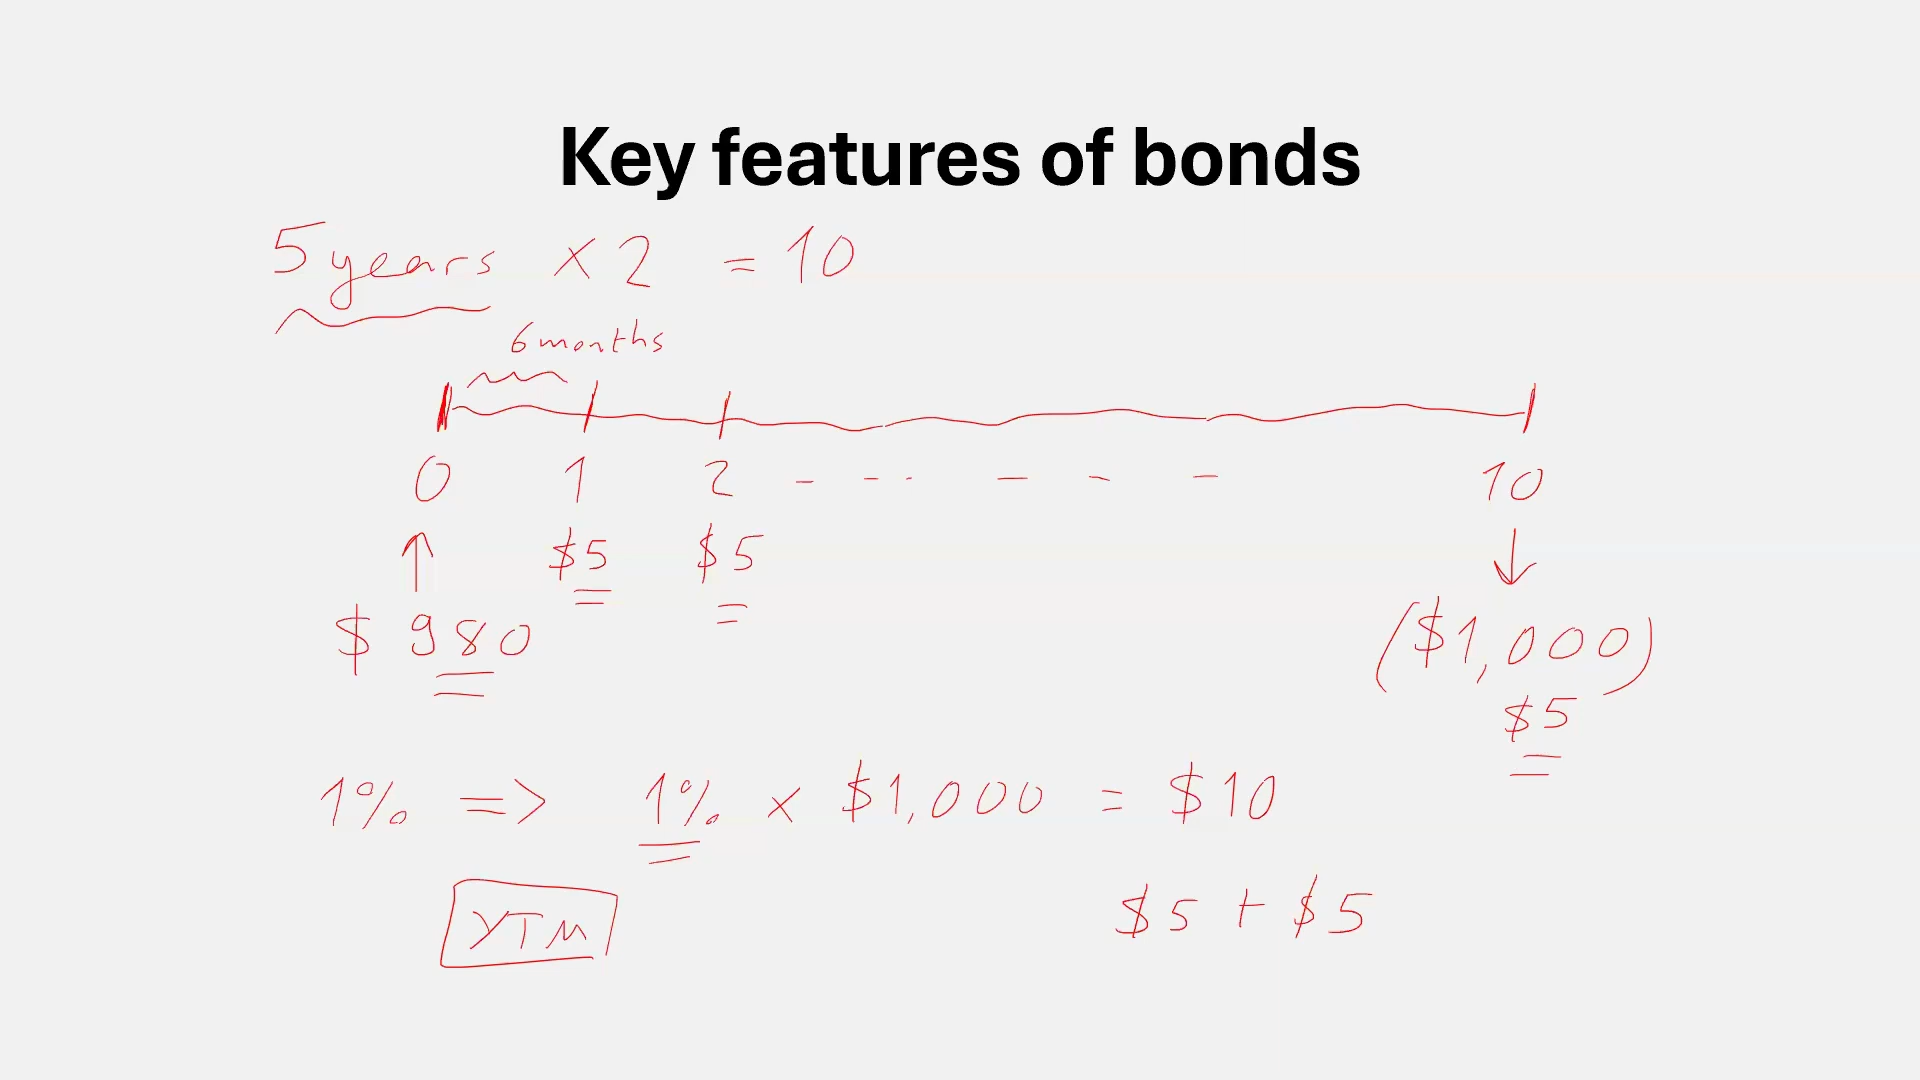 Key features of bonds
5 years × 2 = 10
6 months
0 1 2 - - - - - - 10
$5 $5
$ 980 ($1,000)
$5
1% => 1% × $1,000 = $10
YTM $5 + $5